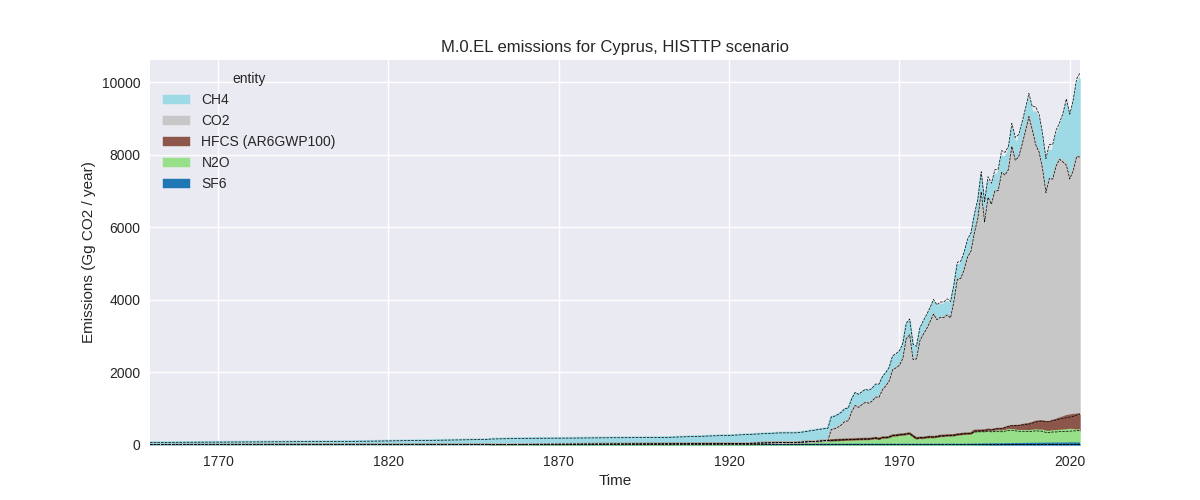 M.0.EL emissions for Cyprus, HISTTP scenario
entity
CH4
CO2
HFCS (AR6GWP100)
N2O
SF6
Emissions (Gg CO2 / year)
10000
8000
6000
4000
2000
0
1770
1820
1870
1920
1970
2020
Time